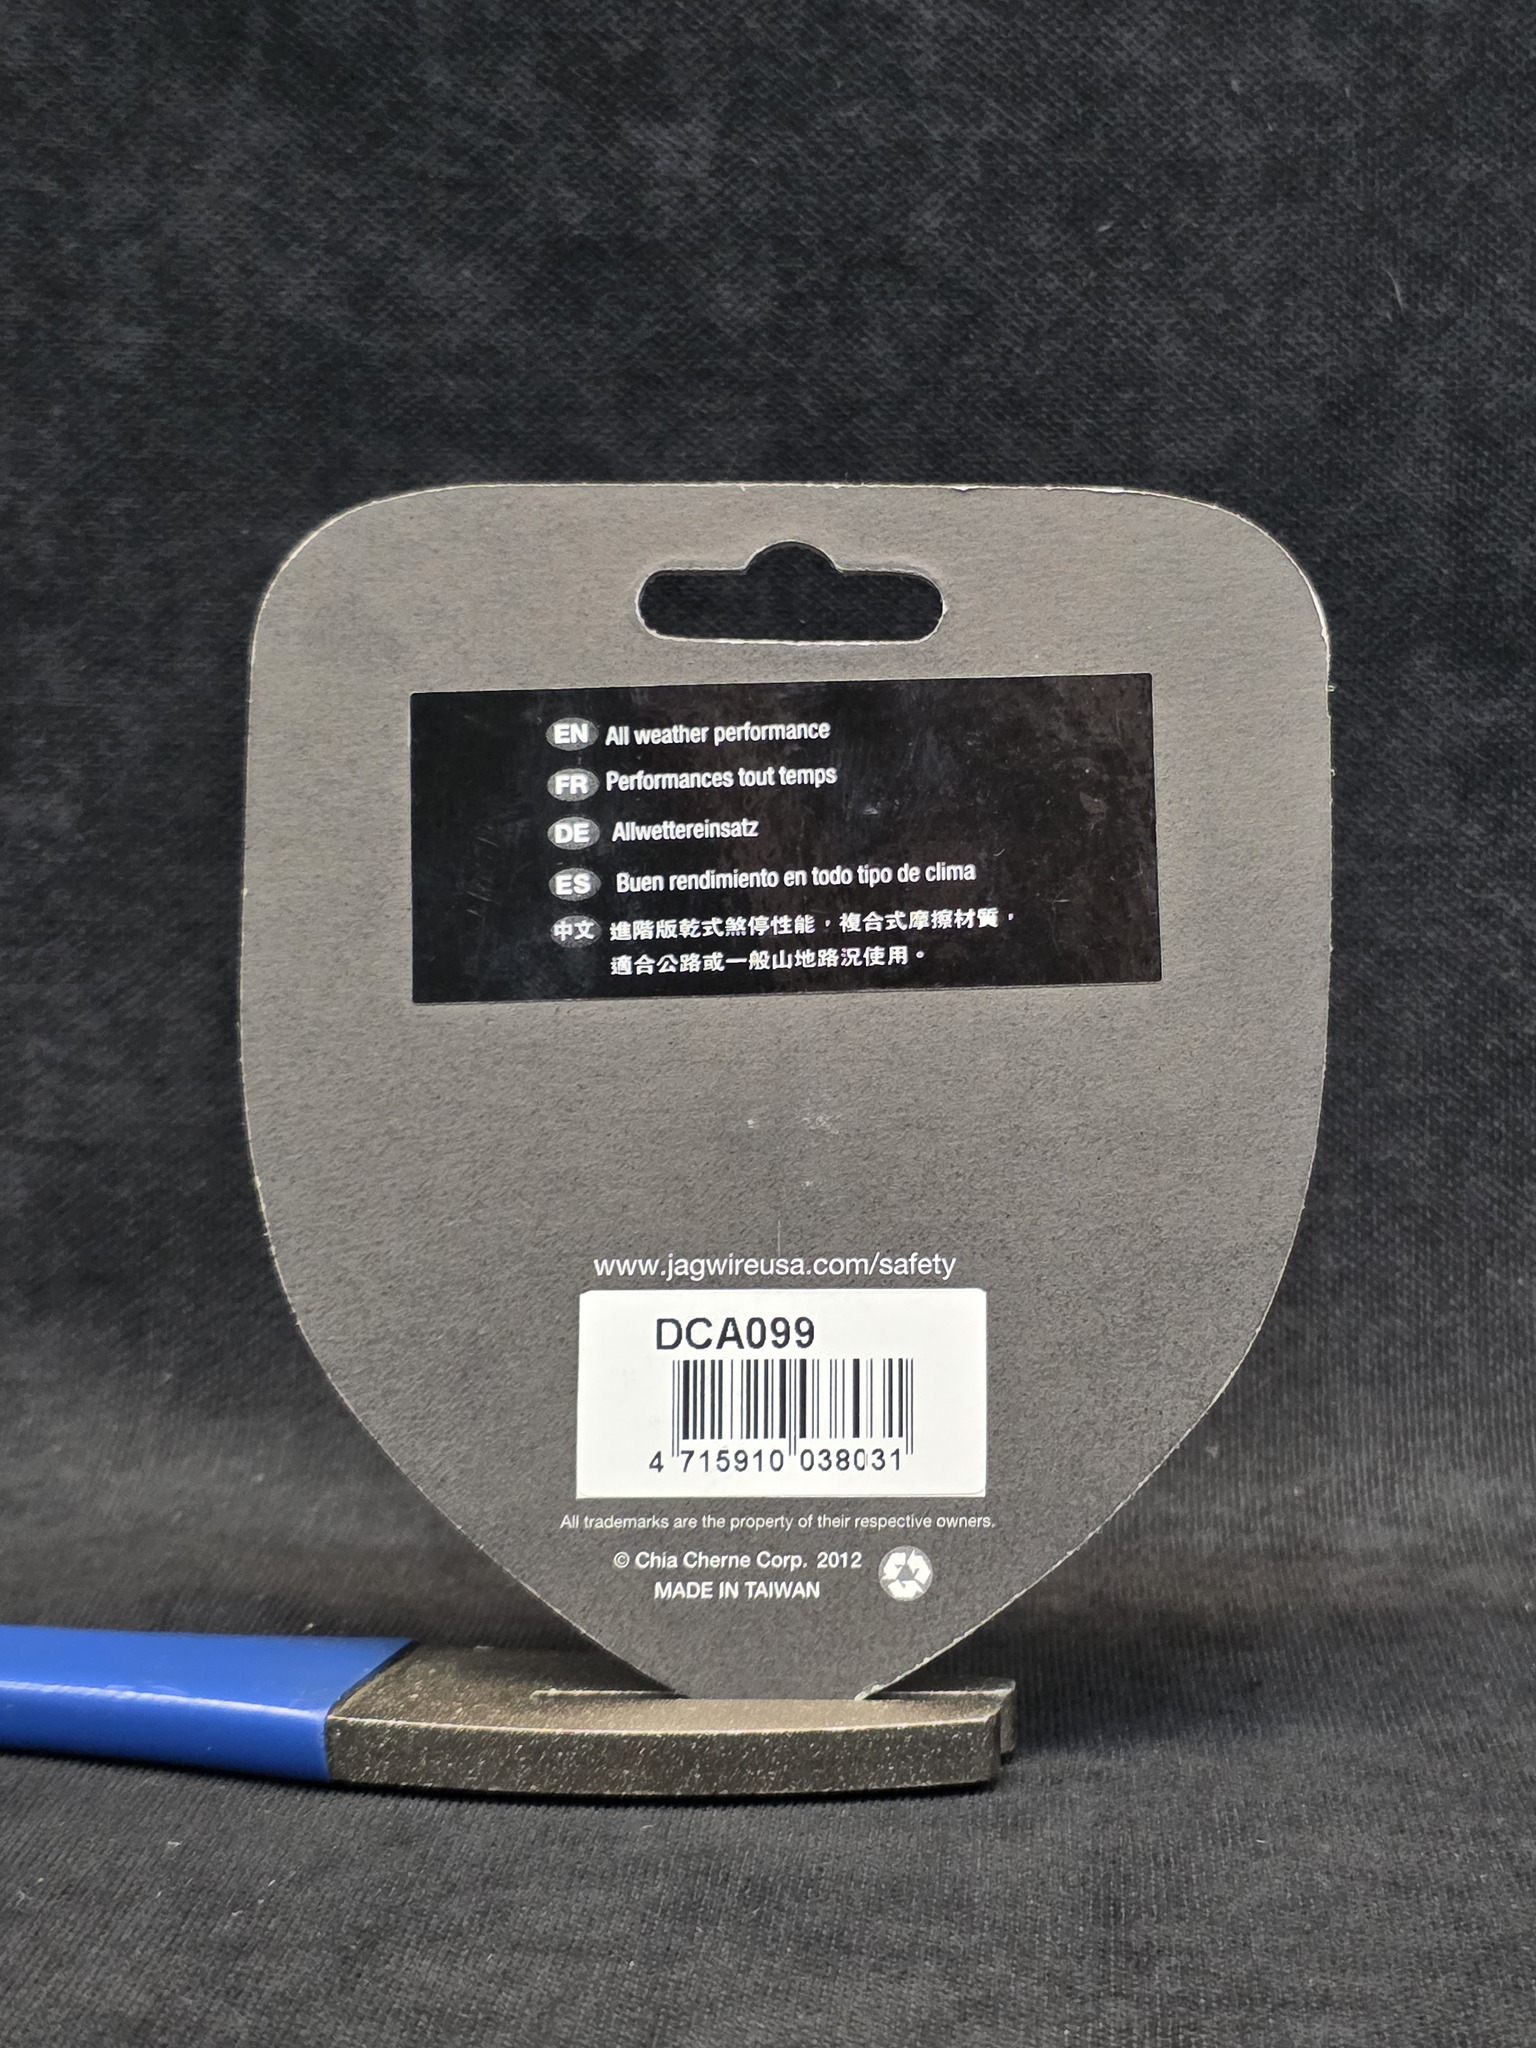 EN All weather performance
FR Performances tout temps
DE Allwettereinsatz
ES Buen rendimiento en todo tipo de clima
中文 進階版乾式煞停性能，複合式摩擦材質，
適合公路或一般山地路況使用。
www.jagwireusa.com/safety
DCA099
4 715910 038031
All trademarks are the property of their respective owners.
© Chia Cherne Corp. 2012
MADE IN TAIWAN